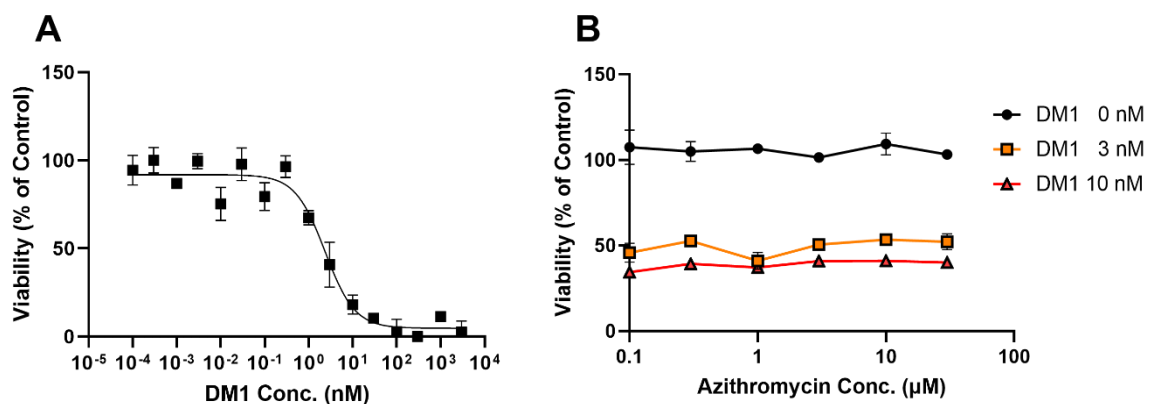 A
Viability (% of Control)
150
100
50
0
10-5 10-4 10-3 10-2 10-1 100 101 102 103 104
DM1 Conc. (nM)
B
Viability (% of Control)
150
100
50
0
0.1 1 10 100
Azithromycin Conc. (µM)
DM1 0 nM
DM1 3 nM
DM1 10 nM